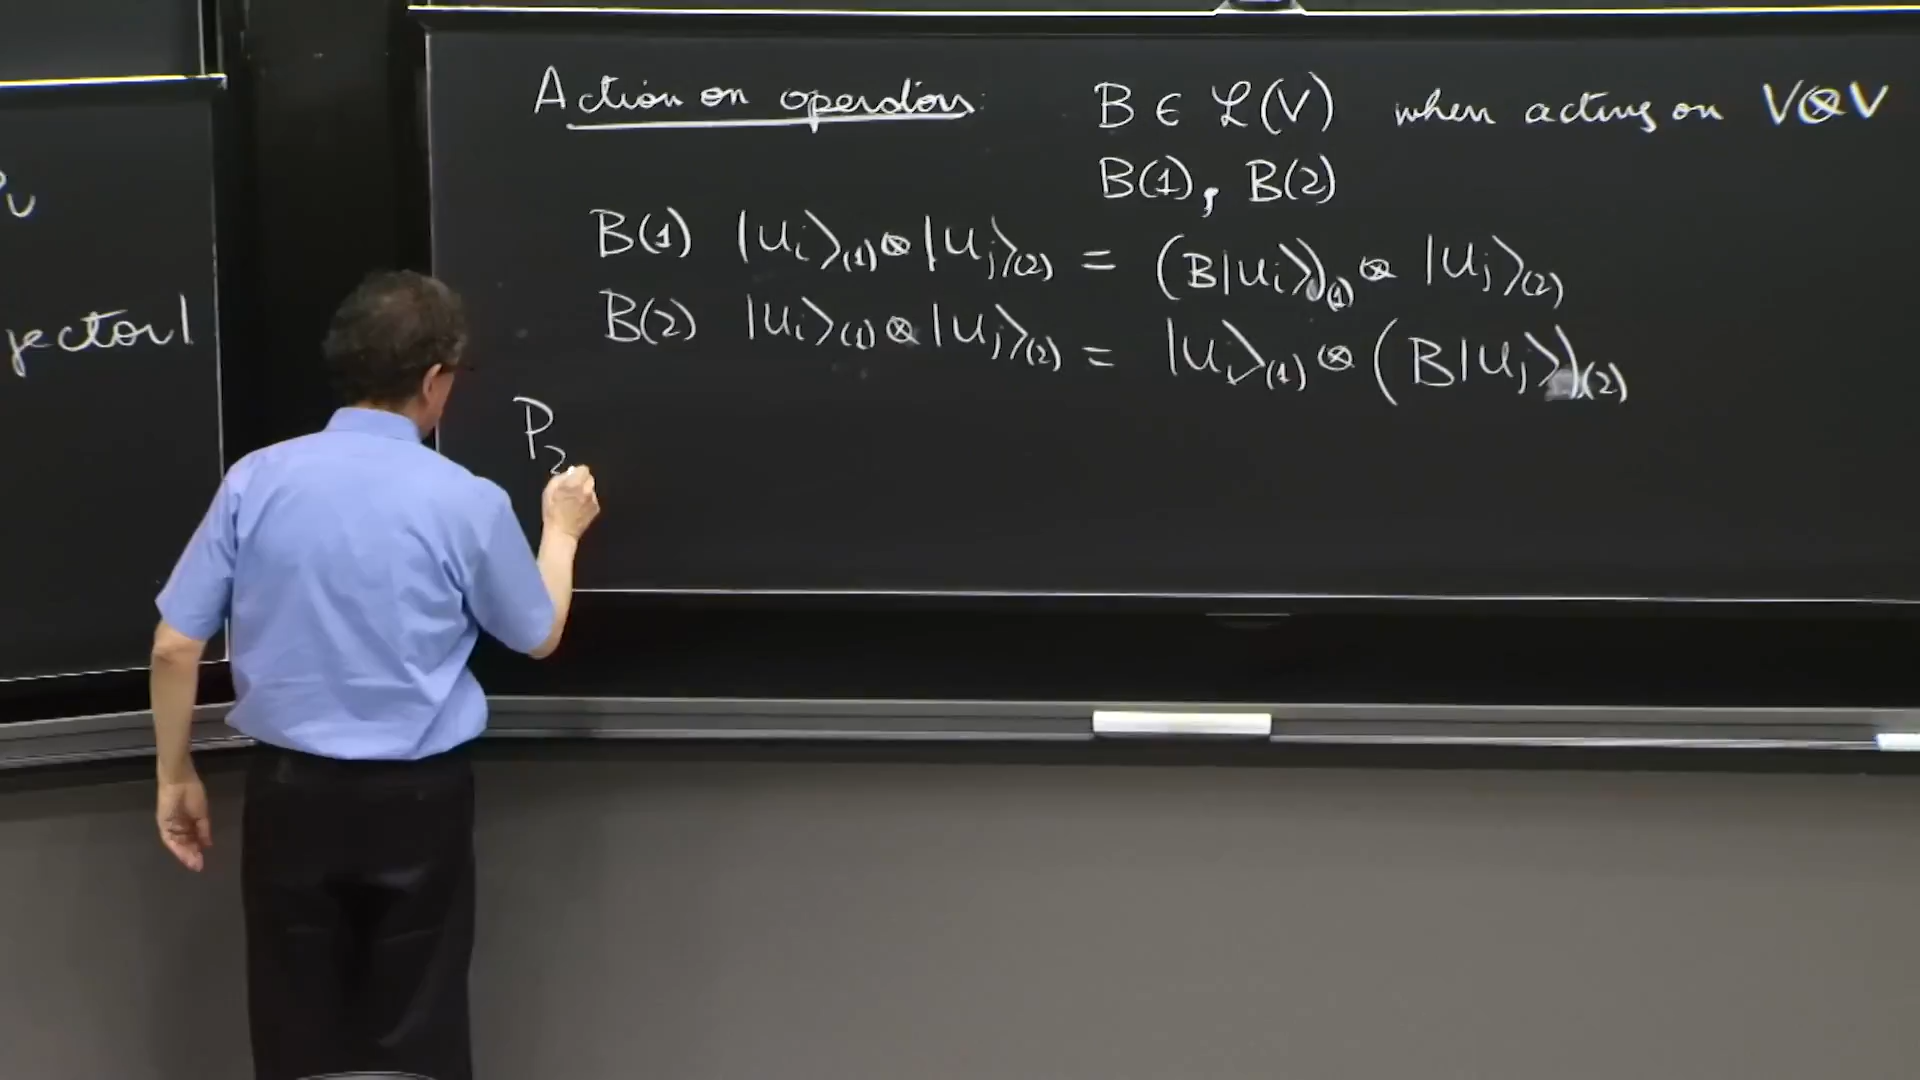 jector!
Action on operators: B ∈ ℒ(V) when acting on V⊗V
B(1), B(2)
B(1) |u_i⟩_(1) ⊗ |u_j⟩_(2) = (B|u_i⟩)_(1) ⊗ |u_j⟩_(2)
B(2) |u_i⟩_(1) ⊗ |u_j⟩_(2) = |u_i⟩_(1) ⊗ (B|u_j⟩)_(2)
P_2